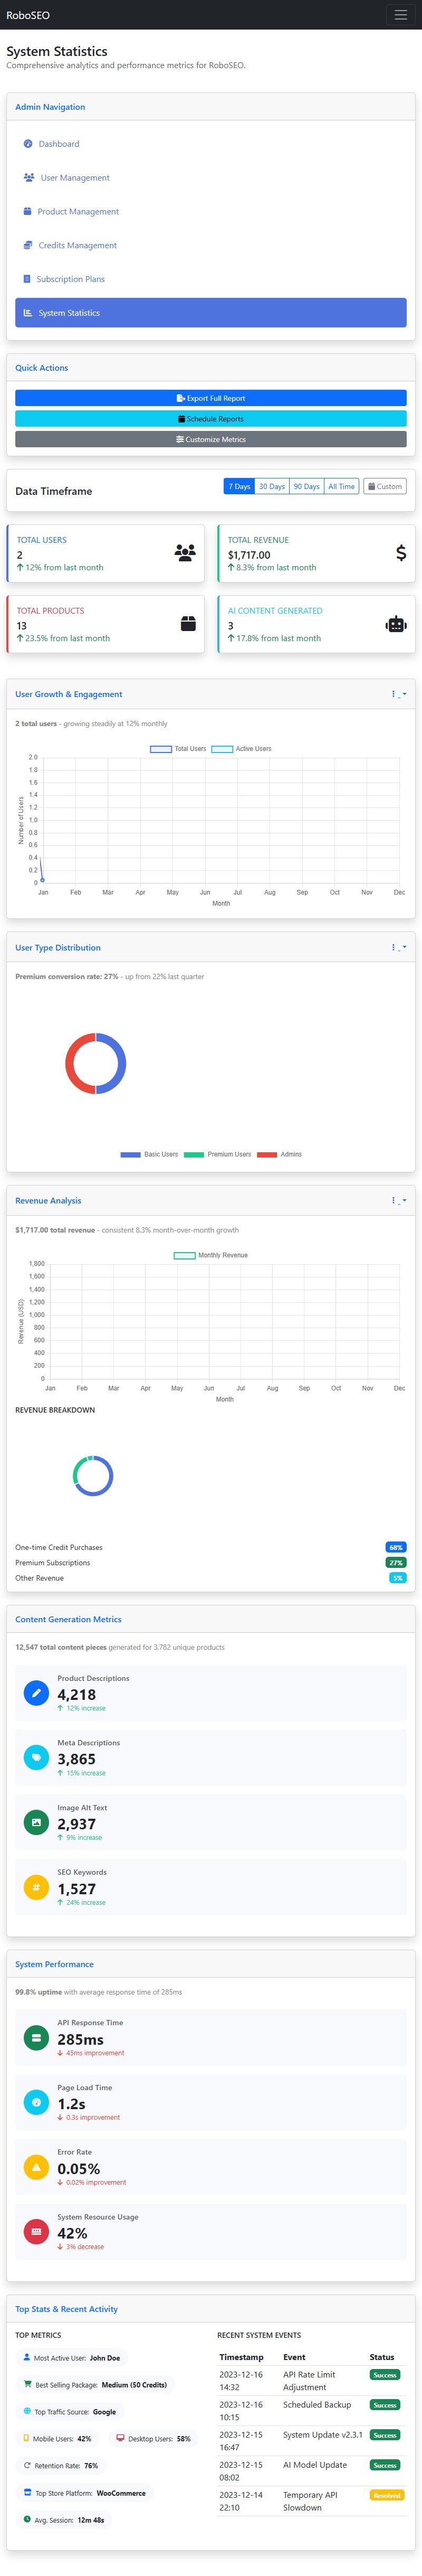 RoboSEO
System Statistics
Comprehensive analytics and performance metrics for RoboSEO.
Admin Navigation
Dashboard
User Management
Product Management
Credits Management
Subscription Plans
System Statistics
Quick Actions
Export Full Report
Schedule Reports
Customize Metrics
Data Timeframe
7 Days 30 Days 90 Days All Time Custom
TOTAL USERS
2
12% from last month
TOTAL REVENUE
$1,717.00
8.3% from last month
TOTAL PRODUCTS
13
23.5% from last month
AI CONTENT GENERATED
3
17.8% from last month
User Growth & Engagement
2 total users - growing steadily at 12% monthly
Total Users Active Users
Number of Users
2.0
1.8
1.6
1.4
1.2
1.0
0.8
0.6
0.4
0.2
0
Jan Feb Mar Apr May Jun Jul Aug Sep Oct Nov Dec
Month
User Type Distribution
Premium conversion rate: 27% - up from 22% last quarter
Basic Users Premium Users Admins
Revenue Analysis
$1,717.00 total revenue - consistent 8.3% month-over-month growth
Monthly Revenue
Revenue (USD)
1,800
1,600
1,400
1,200
1,000
800
600
400
200
0
Jan Feb Mar Apr May Jun Jul Aug Sep Oct Nov Dec
Month
REVENUE BREAKDOWN
One-time Credit Purchases 68%
Premium Subscriptions 27%
Other Revenue 5%
Content Generation Metrics
12,547 total content pieces generated for 3,782 unique products
Product Descriptions
4,218
12% increase
Meta Descriptions
3,865
15% increase
Image Alt Text
2,937
9% increase
SEO Keywords
1,527
24% increase
System Performance
99.8% uptime with average response time of 285ms
API Response Time
285ms
45ms improvement
Page Load Time
1.2s
0.3s improvement
Error Rate
0.05%
0.02% improvement
System Resource Usage
42%
3% decrease
Top Stats & Recent Activity
TOP METRICS
Most Active User: John Doe
Best Selling Package: Medium (50 Credits)
Top Traffic Source: Google
Mobile Users: 42% Desktop Users: 58%
Retention Rate: 76%
Top Store Platform: WooCommerce
Avg. Session: 12m 48s
RECENT SYSTEM EVENTS
Timestamp Event Status
2023-12-16 API Rate Limit Success
14:32 Adjustment
2023-12-16 Scheduled Backup Success
10:15
2023-12-15 System Update v2.3.1 Success
16:47
2023-12-15 AI Model Update Success
08:02
2023-12-14 Temporary API Resolved
22:10 Slowdown